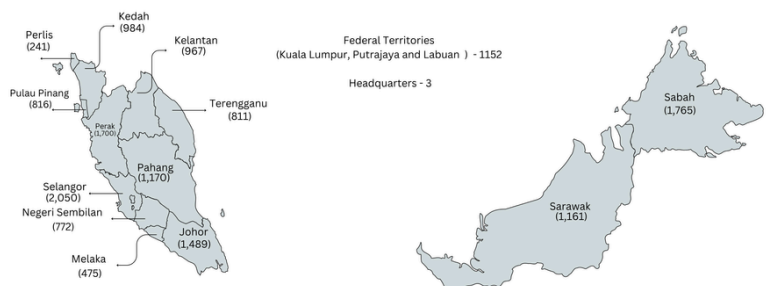 Kedah
(984)
Perlis
(241)
Kelantan
(967)
Federal Territories
(Kuala Lumpur, Putrajaya and Labuan ) - 1152
Headquarters - 3
Pulau Pinang
(816)
Terengganu
(811)
Perak
(1,700)
Pahang
(1,170)
Selangor
(2,050)
Negeri Sembilan
(772)
Johor
(1,489)
Melaka
(475)
Sabah
(1,765)
Sarawak
(1,161)